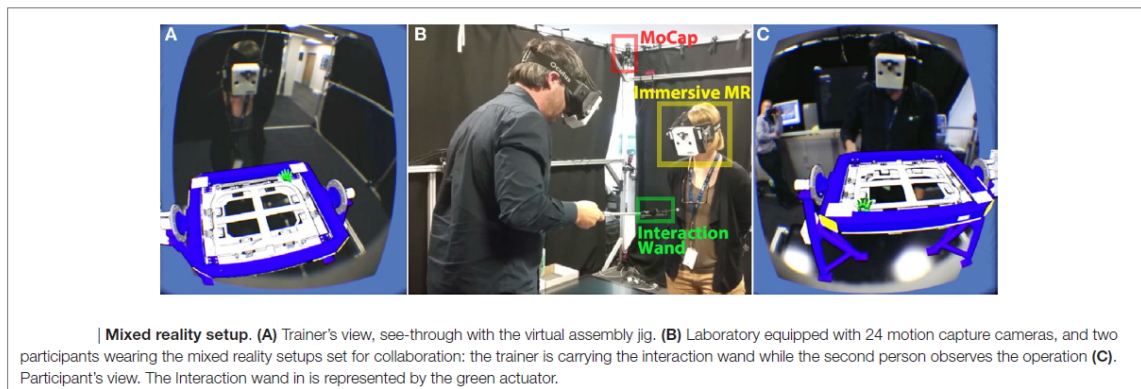 A
B
C
Oculus
MoCap
Immersive MR
Interaction
Wand
| Mixed reality setup. (A) Trainer's view, see-through with the virtual assembly jig. (B) Laboratory equipped with 24 motion capture cameras, and two
participants wearing the mixed reality setups set for collaboration: the trainer is carrying the interaction wand while the second person observes the operation (C).
Participant's view. The Interaction wand in is represented by the green actuator.